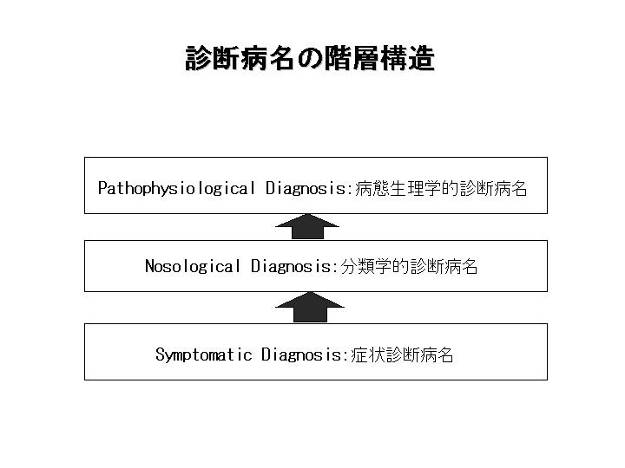 診断病名の階層構造
Pathophysiological Diagnosis:病態生理学的診断病名
Nosological Diagnosis:分類学的診断病名
Symptomatic Diagnosis:症状診断病名